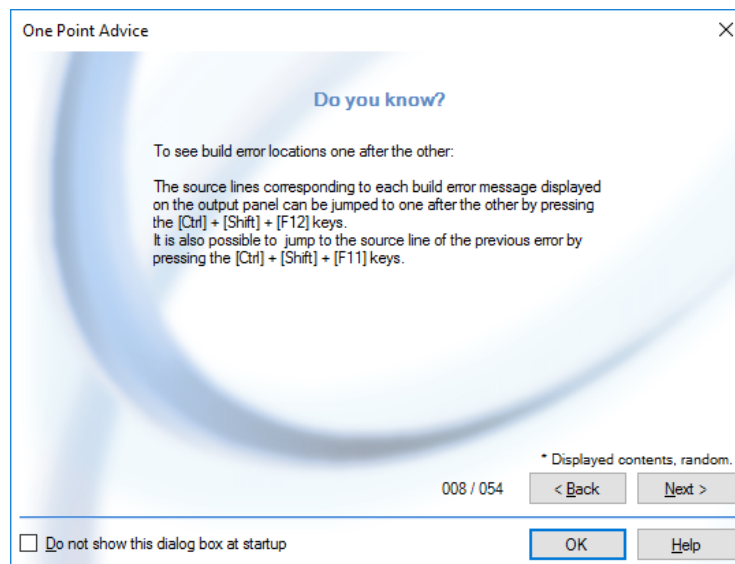 One Point Advice
Do you know?
To see build error locations one after the other:
The source lines corresponding to each build error message displayed
on the output panel can be jumped to one after the other by pressing
the [Ctrl] + [Shift] + [F12] keys.
It is also possible to  jump to the source line of the previous error by
pressing the [Ctrl] + [Shift] + [F11] keys.
* Displayed contents, random.
008 / 054
< Back
Next >
Do not show this dialog box at startup
OK
Help